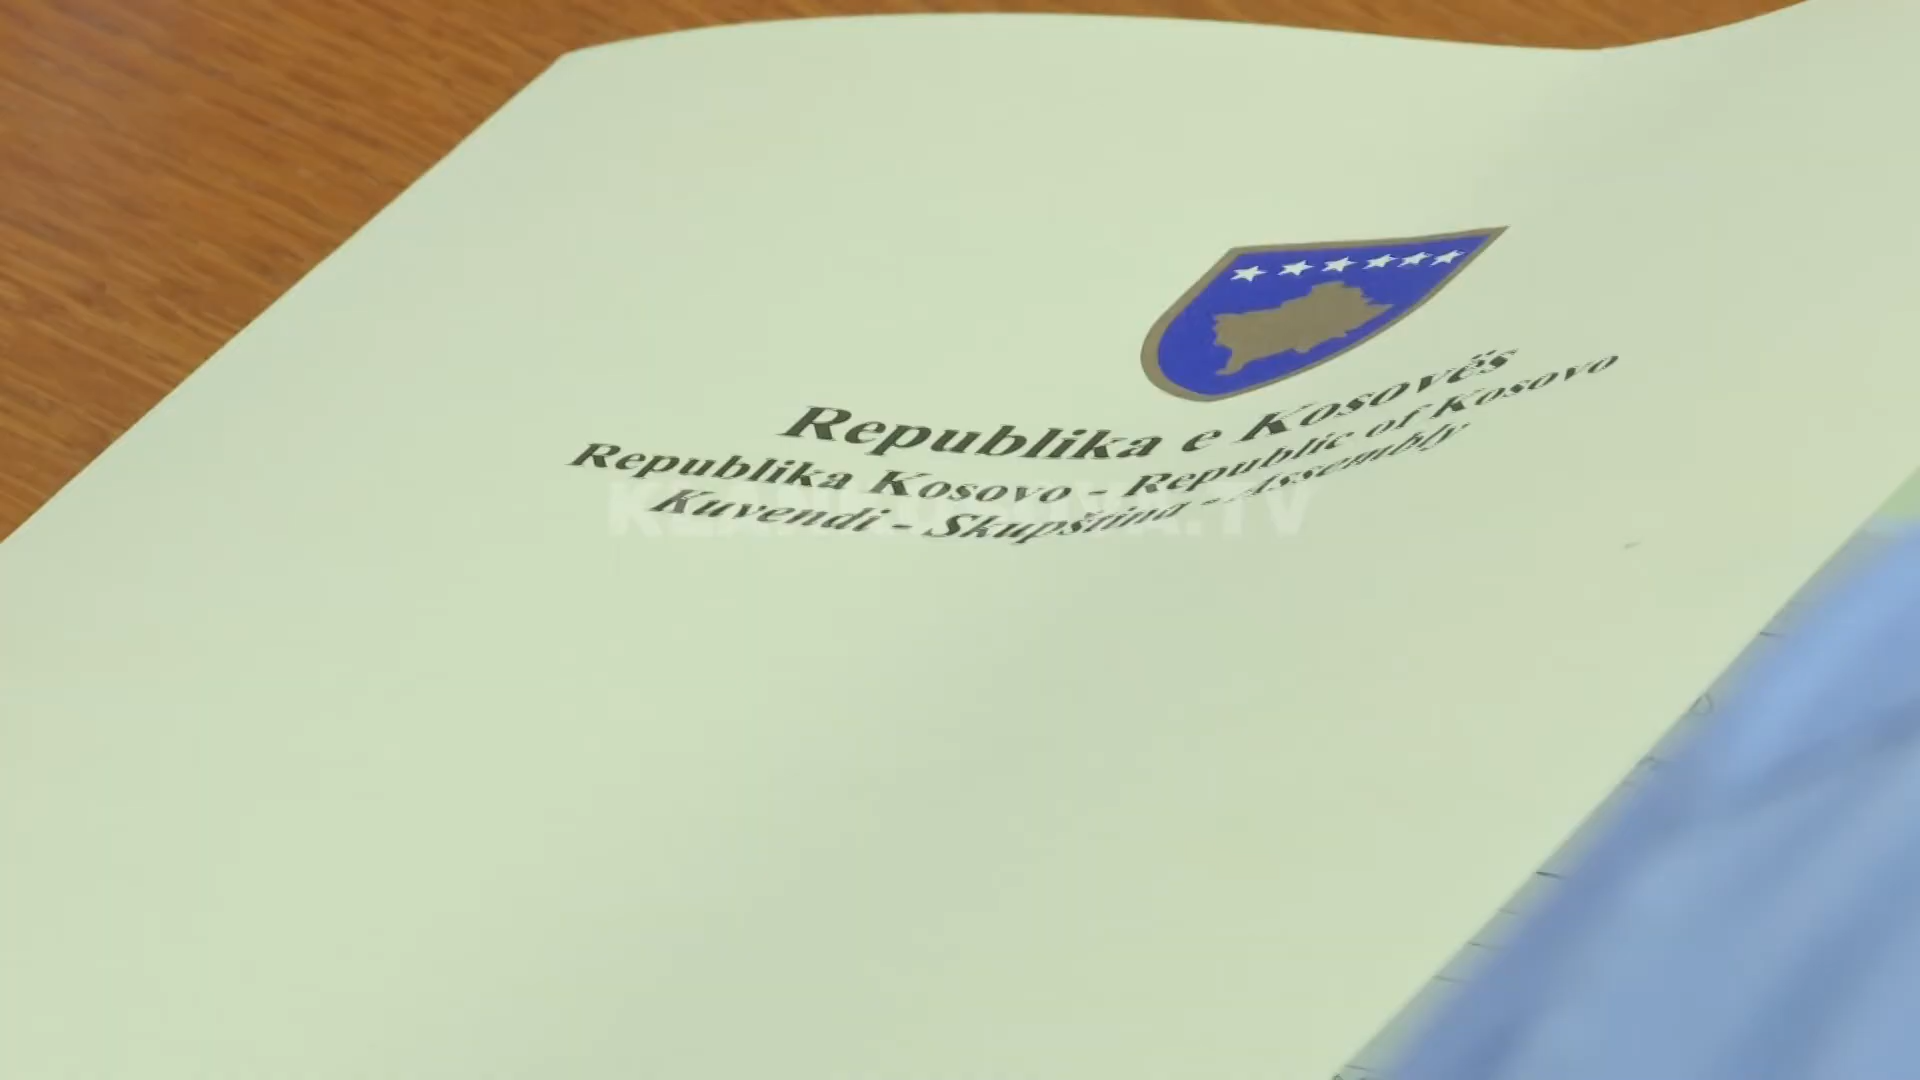 Republika e Kosovës
Republika Kosovo - Republic of Kosovo
Kuvendi - Skupština - Assembly